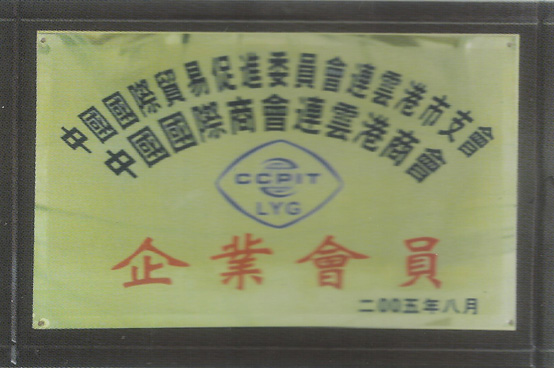 中國國際貿易促進委員會連雲港市支會
中國國際商會連雲港商會
CCPIT
LYG
企業會員
二00五年八月